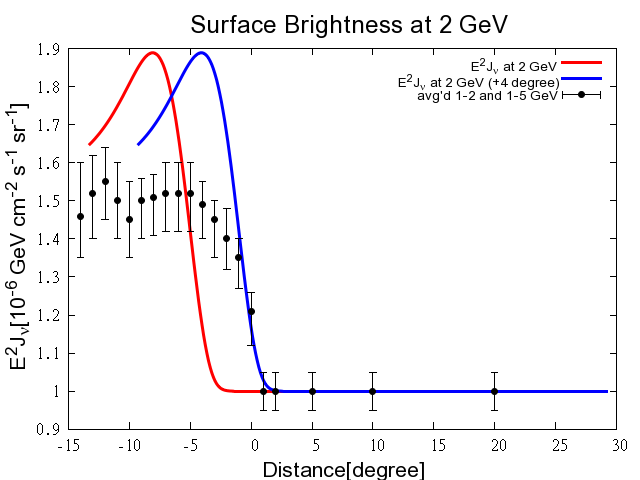 Surface Brightness at 2 GeV
E²Jν at 2 GeV
E²Jν at 2 GeV (+4 degree)
avg'd 1-2 and 1-5 GeV
E²Jν[10⁻⁶ GeV cm⁻² s⁻¹ sr⁻¹]
1.9
1.8
1.7
1.6
1.5
1.4
1.3
1.2
1.1
1
0.9
-15 -10 -5 0 5 10 15 20 25 30
Distance[degree]